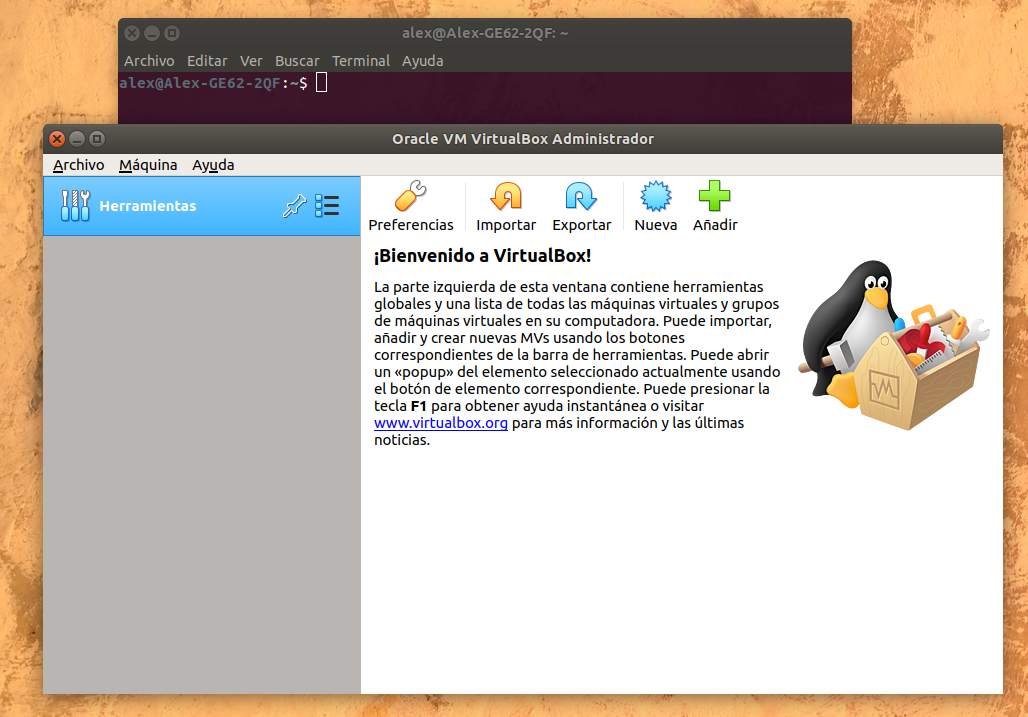 alex@Alex-GE62-2QF: ~
Archivo Editar Ver Buscar Terminal Ayuda
alex@Alex-GE62-2QF:~$
Oracle VM VirtualBox Administrador
Archivo Máquina Ayuda
Herramientas
Preferencias Importar Exportar Nueva Añadir
¡Bienvenido a VirtualBox!
La parte izquierda de esta ventana contiene herramientas
globales y una lista de todas las máquinas virtuales y grupos
de máquinas virtuales en su computadora. Puede importar,
añadir y crear nuevas MVs usando los botones
correspondientes de la barra de herramientas. Puede abrir
un «popup» del elemento seleccionado actualmente usando
el botón de elemento correspondiente. Puede presionar la
tecla F1 para obtener ayuda instantánea o visitar
www.virtualbox.org para más información y las últimas
noticias.